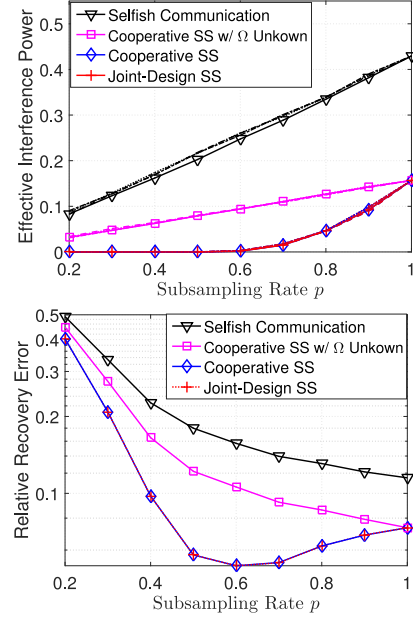 Effective Interference Power
0.5
0.4
0.3
0.2
0.1
0
Selfish Communication
Cooperative SS w/ Ω Unkown
Cooperative SS
Joint-Design SS
0.2 0.4 0.6 0.8 1
Subsampling Rate p
Relative Recovery Error
0.5
0.4
0.3
0.2
0.1
Selfish Communication
Cooperative SS w/ Ω Unkown
Cooperative SS
Joint-Design SS
0.2 0.4 0.6 0.8 1
Subsampling Rate p